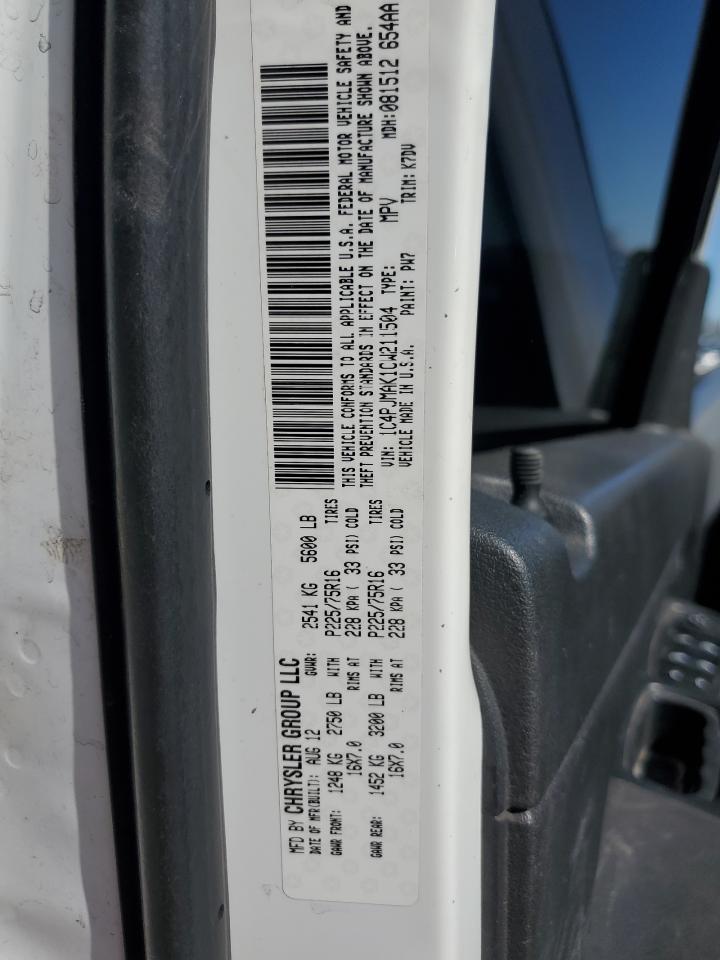 MFD BY CHRYSLER GROUP LLC
DATE OF MFR(BUILT): AUG 12 GVWR: 2541 KG 5600 LB
GAWR FRONT: 1248 KG 2750 LB WITH P225/75R16 TIRES
16X7.0 RIMS AT 228 KPA ( 33 PSI) COLD
GAWR REAR: 1452 KG 3200 LB WITH P225/75R16 TIRES
16X7.0 RIMS AT 228 KPA ( 33 PSI) COLD
THIS VEHICLE CONFORMS TO ALL APPLICABLE U.S.A. FEDERAL MOTOR VEHICLE SAFETY AND
THEFT PREVENTION STANDARDS IN EFFECT ON THE DATE OF MANUFACTURE SHOWN ABOVE.
VIN: 1C4PJMAK1CW211504 TYPE: MPV MDH:081512 654AA
VEHICLE MADE IN U.S.A. PAINT: PW7 TRIM: K7DV